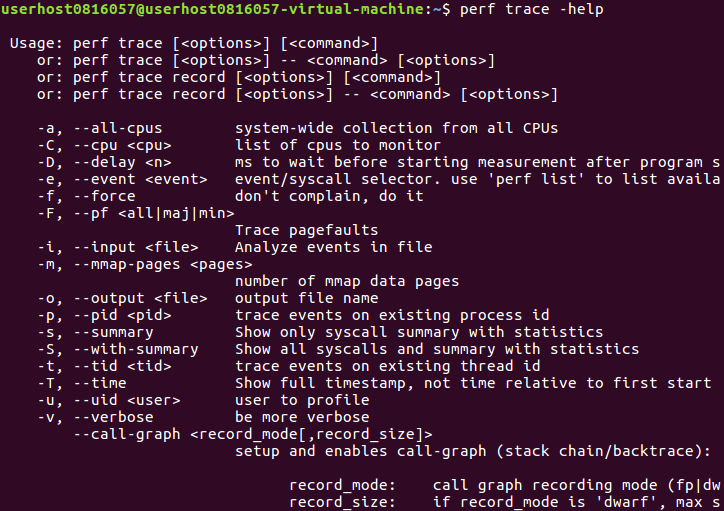 userhost0816057@userhost0816057-virtual-machine:~$ perf trace -help
Usage: perf trace [<options>] [<command>]
or: perf trace [<options>] -- <command> [<options>]
or: perf trace record [<options>] [<command>]
or: perf trace record [<options>] -- <command> [<options>]
-a, --all-cpus system-wide collection from all CPUs
-C, --cpu <cpu> list of cpus to monitor
-D, --delay <n> ms to wait before starting measurement after program s
-e, --event <event> event/syscall selector. use 'perf list' to list availa
-f, --force don't complain, do it
-F, --pf <all|maj|min>
Trace pagefaults
-i, --input <file> Analyze events in file
-m, --mmap-pages <pages>
number of mmap data pages
-o, --output <file> output file name
-p, --pid <pid> trace events on existing process id
-s, --summary Show only syscall summary with statistics
-S, --with-summary Show all syscalls and summary with statistics
-t, --tid <tid> trace events on existing thread id
-T, --time Show full timestamp, not time relative to first start
-u, --uid <user> user to profile
-v, --verbose be more verbose
--call-graph <record_mode[,record_size]>
setup and enables call-graph (stack chain/backtrace):
record_mode: call graph recording mode (fp|dw
record_size: if record_mode is 'dwarf', max s